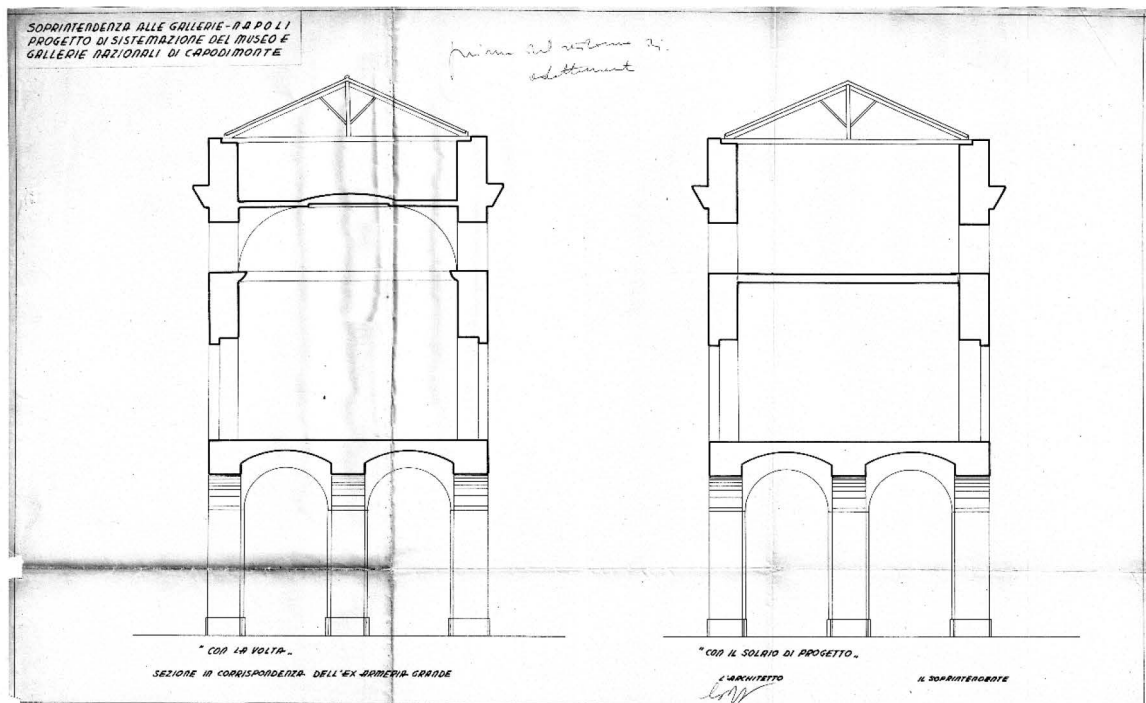 SOPRINTENDENZA ALLE GALLERIE - NAPOLI
PROGETTO DI SISTEMAZIONE DEL MUSEO E
GALLERIE NAZIONALI DI CAPODIMONTE
" CON LA VOLTA „
SEZIONE IN CORRISPONDENZA DELL'EX ARMERIA GRANDE
" CON IL SOLAIO DI PROGETTO „
L'ARCHITETTO
IL SOPRINTENDENTE